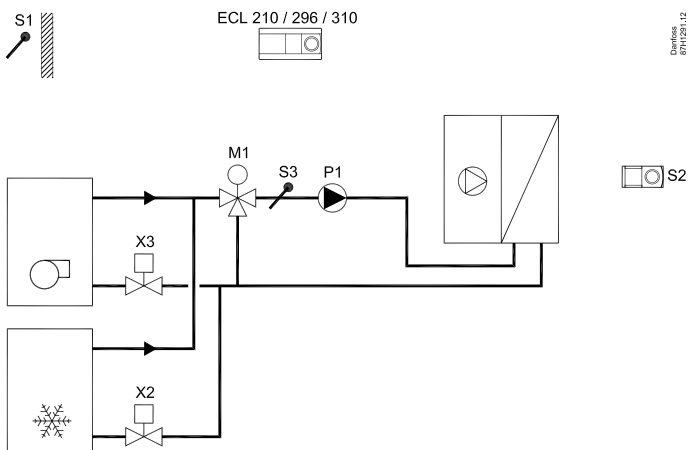 S1
ECL 210 / 296 / 310
Danfoss
87H1291.12
M1
S3
P1
S2
X3
X2